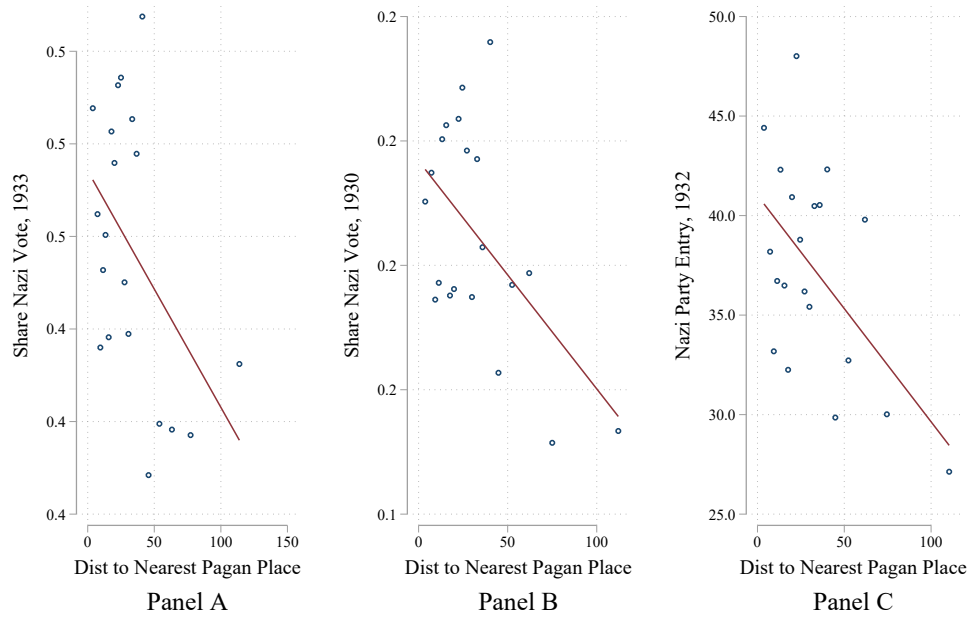 Share Nazi Vote, 1933
0.5
0.5
0.5
0.4
0.4
0.4
0 50 100 150
Dist to Nearest Pagan Place
Panel A
Share Nazi Vote, 1930
0.2
0.2
0.2
0.2
0.1
0 50 100
Dist to Nearest Pagan Place
Panel B
Nazi Party Entry, 1932
50.0
45.0
40.0
35.0
30.0
25.0
0 50 100
Dist to Nearest Pagan Place
Panel C